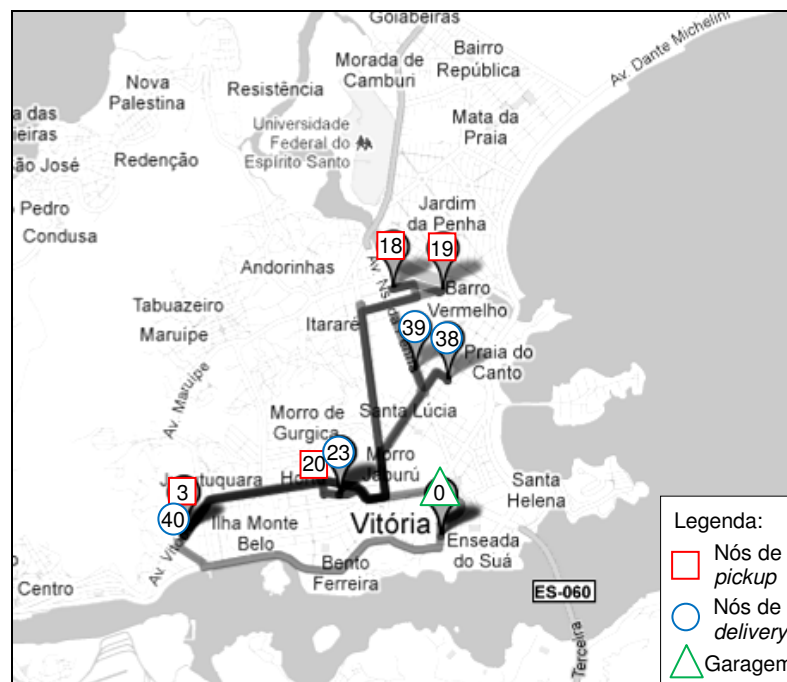 Goiabeiras
Morada de
Camburi
Bairro
República
Av. Dante Michelini
Nova
Palestina
Resistência
Mata da
Praia
Universidade
Federal do
Espírito Santo
a das
ieiras
ão José
Redenção
Pedro
Condusa
Jardim
da Penha
18
19
Andorinhas
Barro
Vermelho
Tabuazeiro
Itararé
Maruipe
39
38
Praia do
Canto
Av. Maruípe
Santa Lúcia
Morro de
Gurgica
23
20
3
40
0
Santa
Helena
Ilha Monte
Belo
Vitória
Enseada
do Suá
Bento
Ferreira
Centro
ES-060
Terceira
Legenda:
Nós de
pickup
Nós de
delivery
Garagem